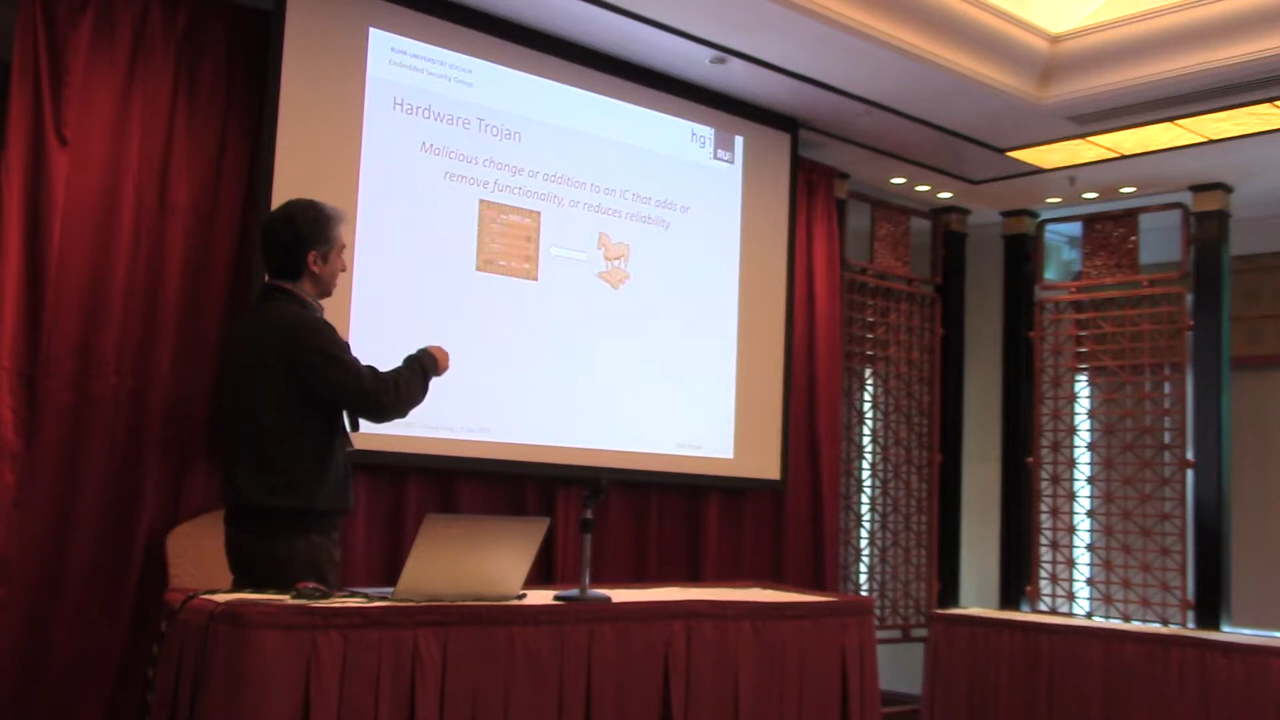 RUHR-UNIVERSITÄT BOCHUM
Embedded Security Group
Hardware Trojan
hgi
RUB
Malicious change or addition to an IC that adds or
remove functionality, or reduces reliability